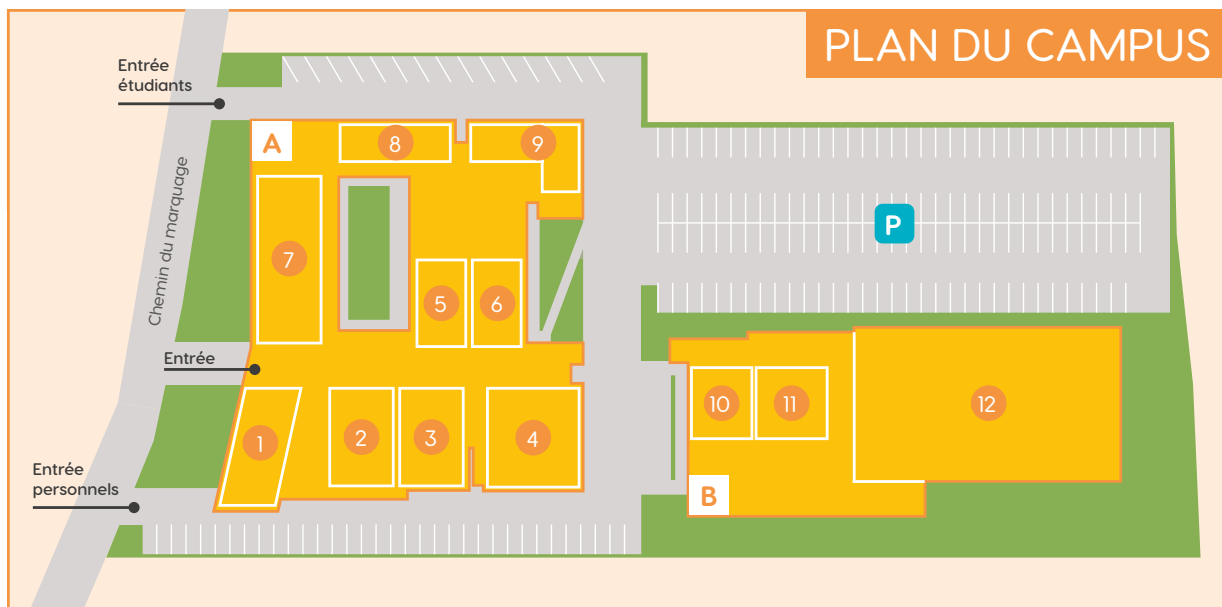 PLAN DU CAMPUS
Entrée
étudiants
A
8
9
Chemin du marquage
7
P
5
6
Entrée
10
11
12
1
2
3
4
Entrée
personnels
B